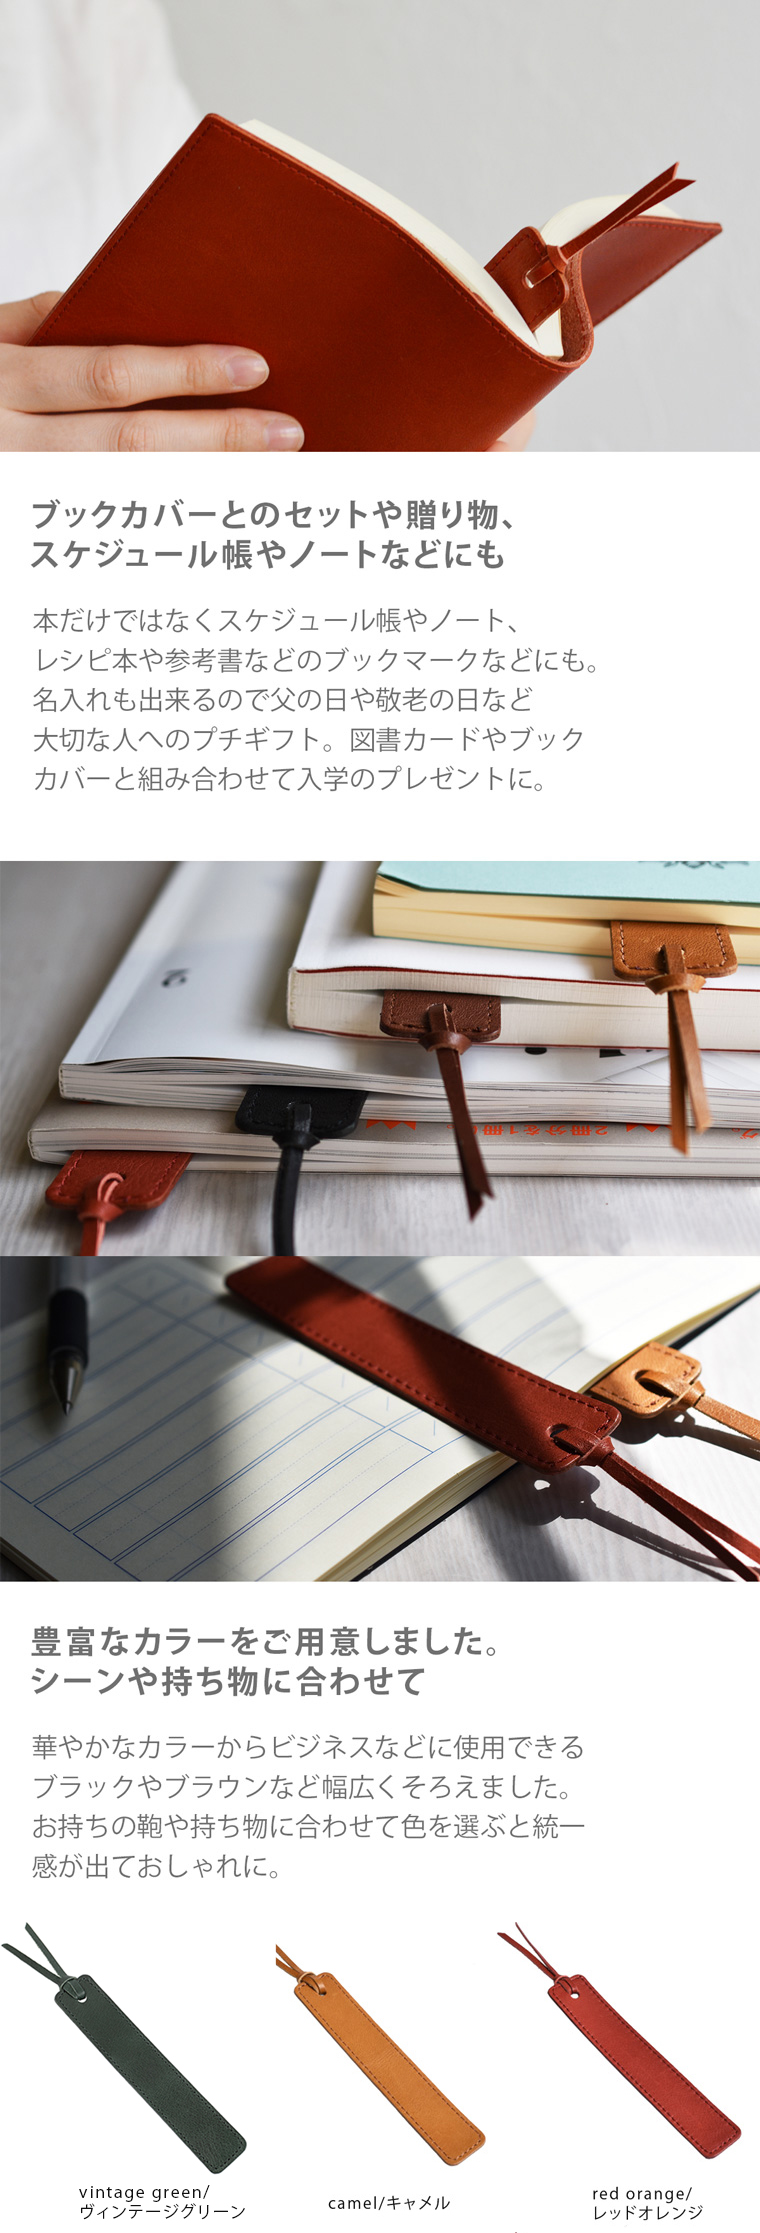 ブックカバーとのセットや贈り物、
スケジュール帳やノートなどにも
本だけではなくスケジュール帳やノート、
レシピ本や参考書などのブックマークなどにも。
名入れも出来るので父の日や敬老の日など
大切な人へのプチギフト。図書カードやブック
カバーと組み合わせて入学のプレゼントに。
2冊分を1冊
豊富なカラーをご用意しました。
シーンや持ち物に合わせて
華やかなカラーからビジネスなどに使用できる
ブラックやブラウンなど幅広くそろえました。
お持ちの鞄や持ち物に合わせて色を選ぶと統一
感が出ておしゃれに。
vintage green/
ヴィンテージグリーン
camel/キャメル
red orange/
レッドオレンジ